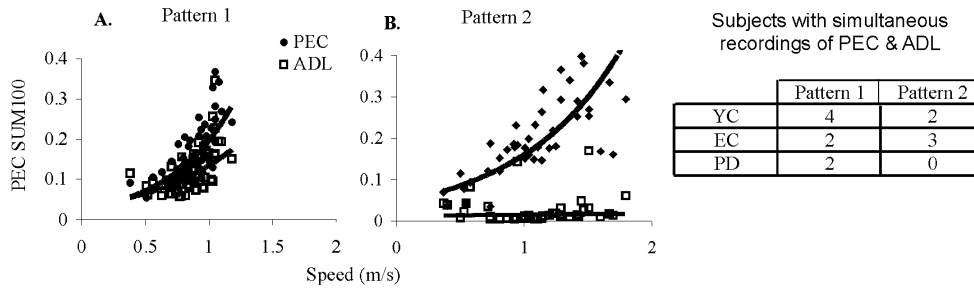 A.
Pattern 1
PEC
ADL
PEC SUM100
0.4
0.3
0.2
0.1
0
0
0.5
1
1.5
2
B.
Pattern 2
0.4
0.3
0.2
0.1
0
0
1
2
Speed (m/s)
Subjects with simultaneous
recordings of PEC & ADL
Pattern 1 Pattern 2
YC 4 2
EC 2 3
PD 2 0